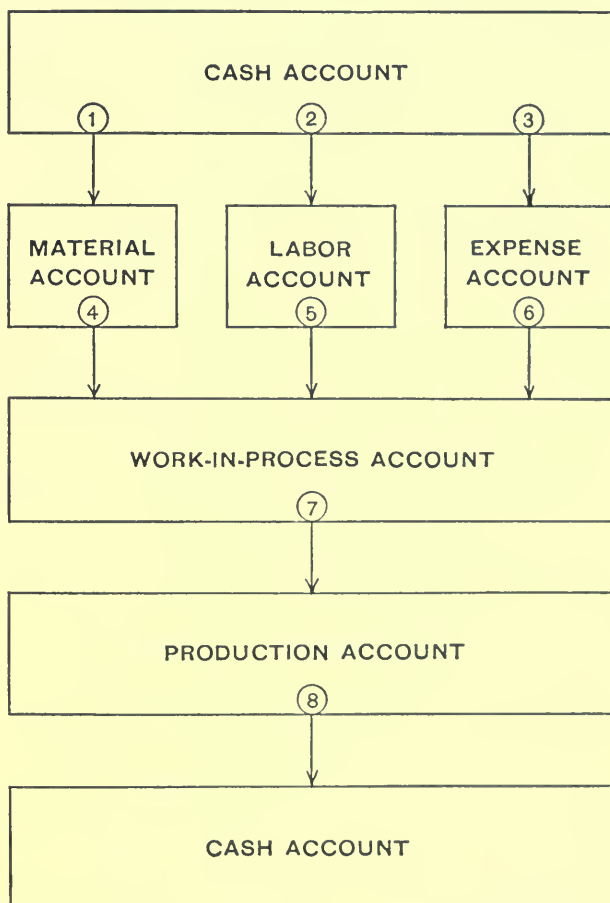 CASH ACCOUNT
1 2 3
MATERIAL ACCOUNT
4
LABOR ACCOUNT
5
EXPENSE ACCOUNT
6
WORK-IN-PROCESS ACCOUNT
7
PRODUCTION ACCOUNT
8
CASH ACCOUNT